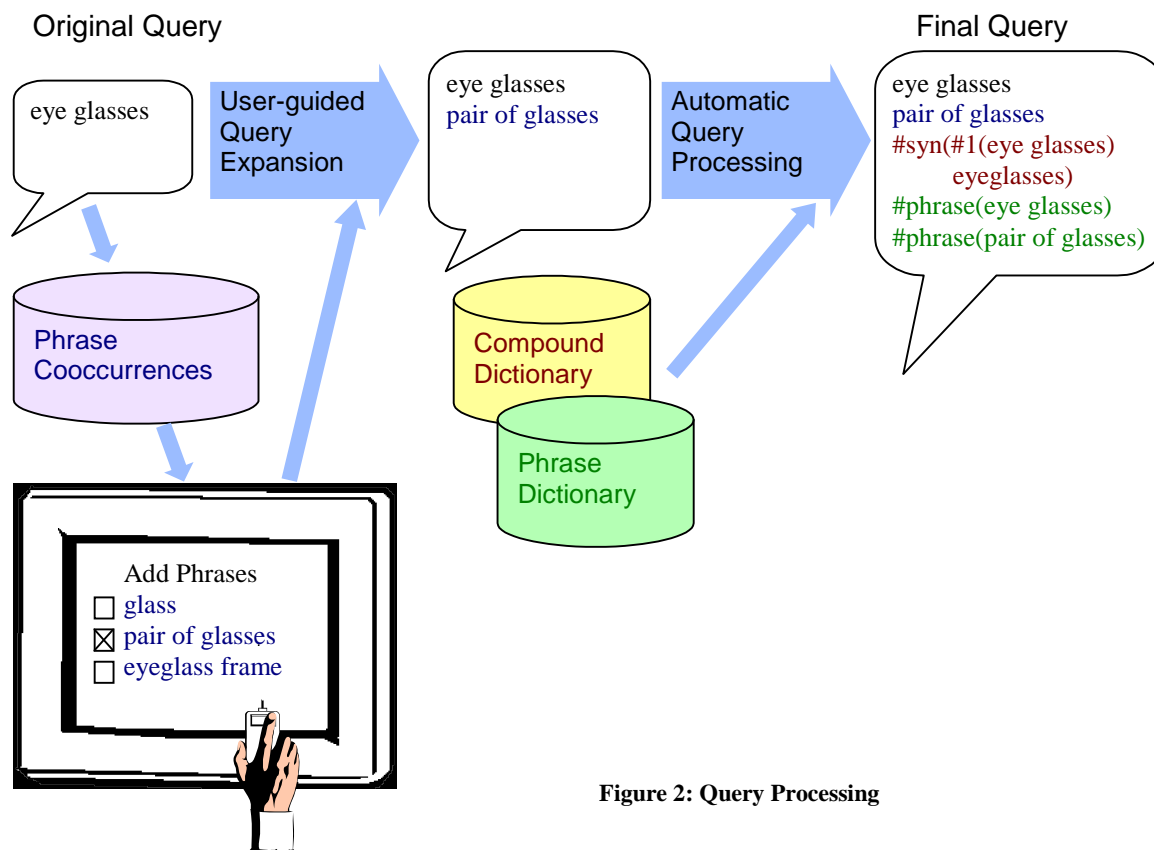 Original Query
eye glasses
User-guided
Query
Expansion
eye glasses
pair of glasses
Automatic
Query
Processing
Final Query
eye glasses
pair of glasses
#syn(#1(eye glasses)
eyeglasses)
#phrase(eye glasses)
#phrase(pair of glasses)
Phrase
Cooccurrences
Compound
Dictionary
Phrase
Dictionary
Add Phrases
glass
pair of glasses
eyeglass frame
Figure 2: Query Processing